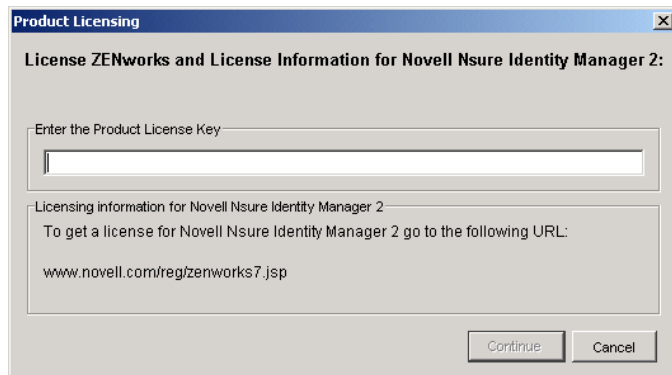 Product Licensing
License ZENworks and License Information for Novell Nsure Identity Manager 2:
Enter the Product License Key
Licensing information for Novell Nsure Identity Manager 2
To get a license for Novell Nsure Identity Manager 2 go to the following URL:
www.novell.com/reg/zenworks7.jsp
Continue
Cancel